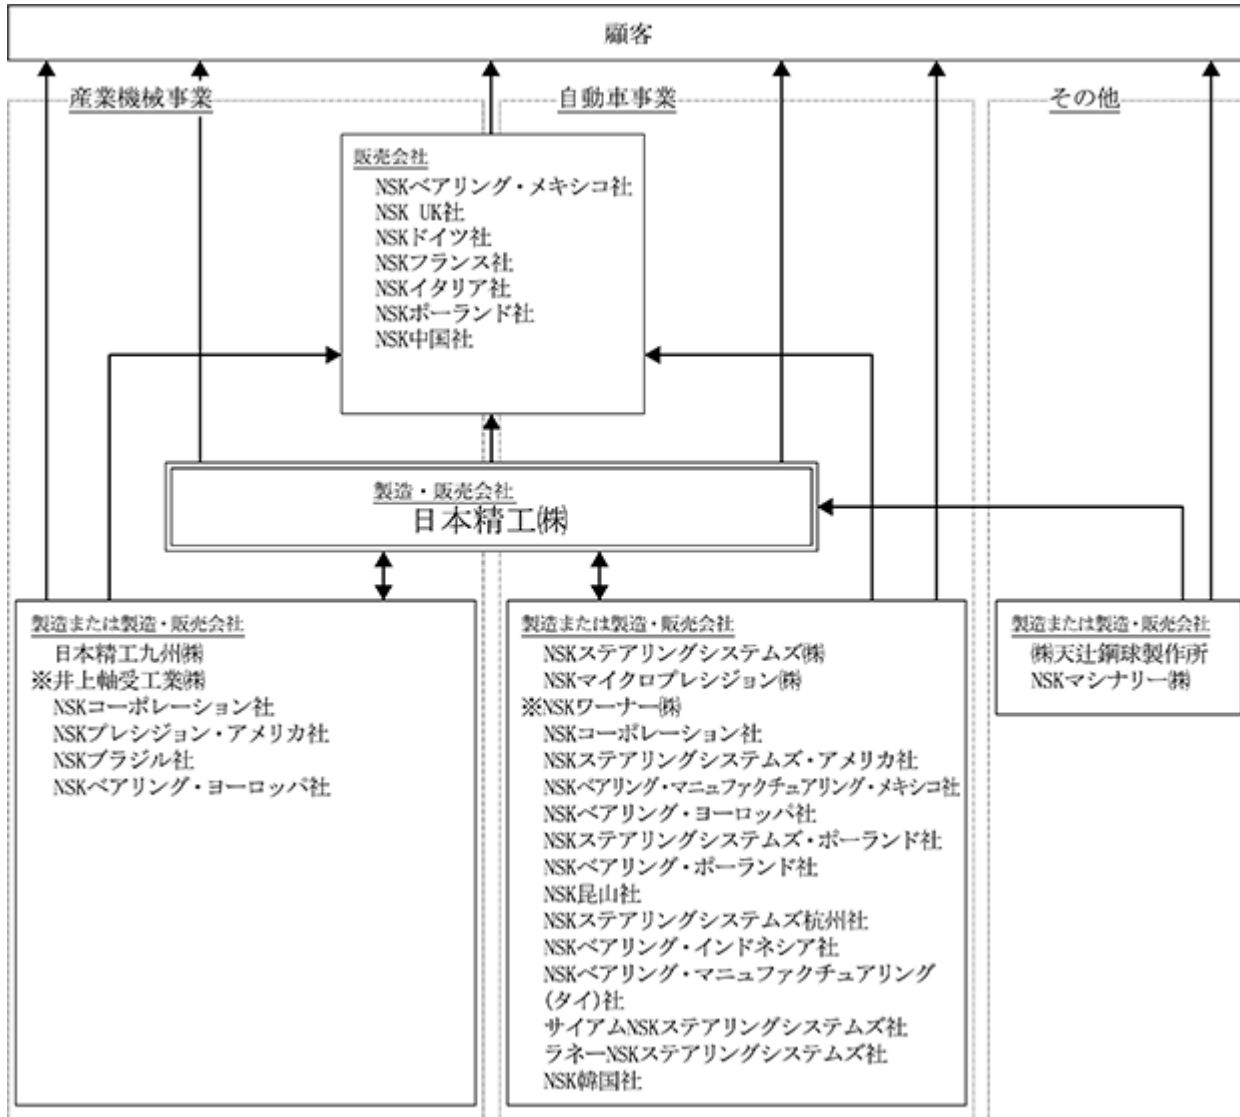 顧客
産業機械事業
自動車事業
その他
販売会社
NSKベアリング・メキシコ社
NSK UK社
NSKドイツ社
NSKフランス社
NSKイタリア社
NSKポーランド社
NSK中国社
製造・販売会社
日本精工㈱
製造または製造・販売会社
日本精工九州㈱
※井上軸受工業㈱
NSKコーポレーション社
NSKプレシジョン・アメリカ社
NSKブラジル社
NSKベアリング・ヨーロッパ社
製造または製造・販売会社
NSKステアリングシステムズ㈱
NSKマイクロプレシジョン㈱
※NSKワーナー㈱
NSKコーポレーション社
NSKステアリングシステムズ・アメリカ社
NSKベアリング・マニュファクチュアリング・メキシコ社
NSKベアリング・ヨーロッパ社
NSKステアリングシステムズ・ポーランド社
NSKベアリング・ポーランド社
NSK昆山社
NSKステアリングシステムズ杭州社
NSKベアリング・インドネシア社
NSKベアリング・マニュファクチュアリング
(タイ)社
サイアムNSKステアリングシステムズ社
ラネーNSKステアリングシステムズ社
NSK韓国社
製造または製造・販売会社
㈱天辻鋼球製作所
NSKマシナリー㈱